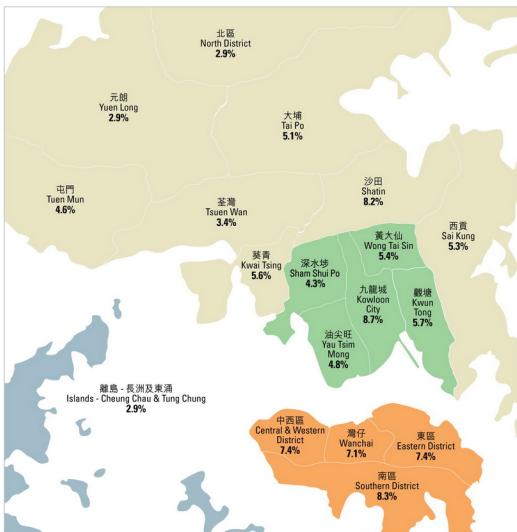 北區
North District
2.9%
元朗
Yuen Long
2.9%
大埔
Tai Po
5.1%
屯門
Tuen Mun
4.6%
荃灣
Tsuen Wan
3.4%
沙田
Shatin
8.2%
西貢
Sai Kung
5.3%
葵青
Kwai Tsing
5.6%
黃大仙
Wong Tai Sin
5.4%
深水埗
Sham Shui Po
4.3%
九龍城
Kowloon
City
8.7%
觀塘
Kwun
Tong
5.7%
油尖旺
Yau Tsim
Mong
4.8%
離島 - 長洲及東涌
Islands - Cheung Chau & Tung Chung
2.9%
中西區
Central & Western
District
7.4%
灣仔
Wanchai
7.1%
東區
Eastern District
7.4%
南區
Southern District
8.3%